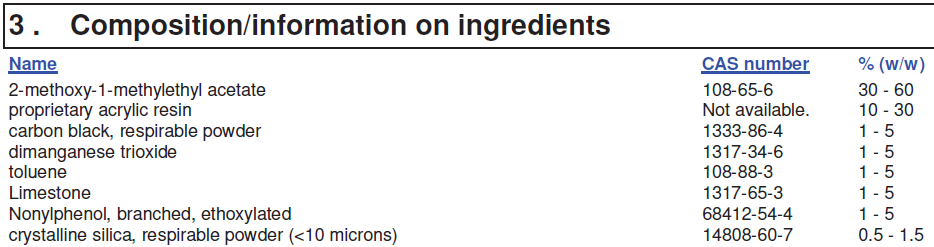 3 . Composition/information on ingredients
Name CAS number % (w/w)
2-methoxy-1-methylethyl acetate 108-65-6 30 - 60
proprietary acrylic resin Not available. 10 - 30
carbon black, respirable powder 1333-86-4 1 - 5
dimanganese trioxide 1317-34-6 1 - 5
toluene 108-88-3 1 - 5
Limestone 1317-65-3 1 - 5
Nonylphenol, branched, ethoxylated 68412-54-4 1 - 5
crystalline silica, respirable powder (<10 microns) 14808-60-7 0.5 - 1.5